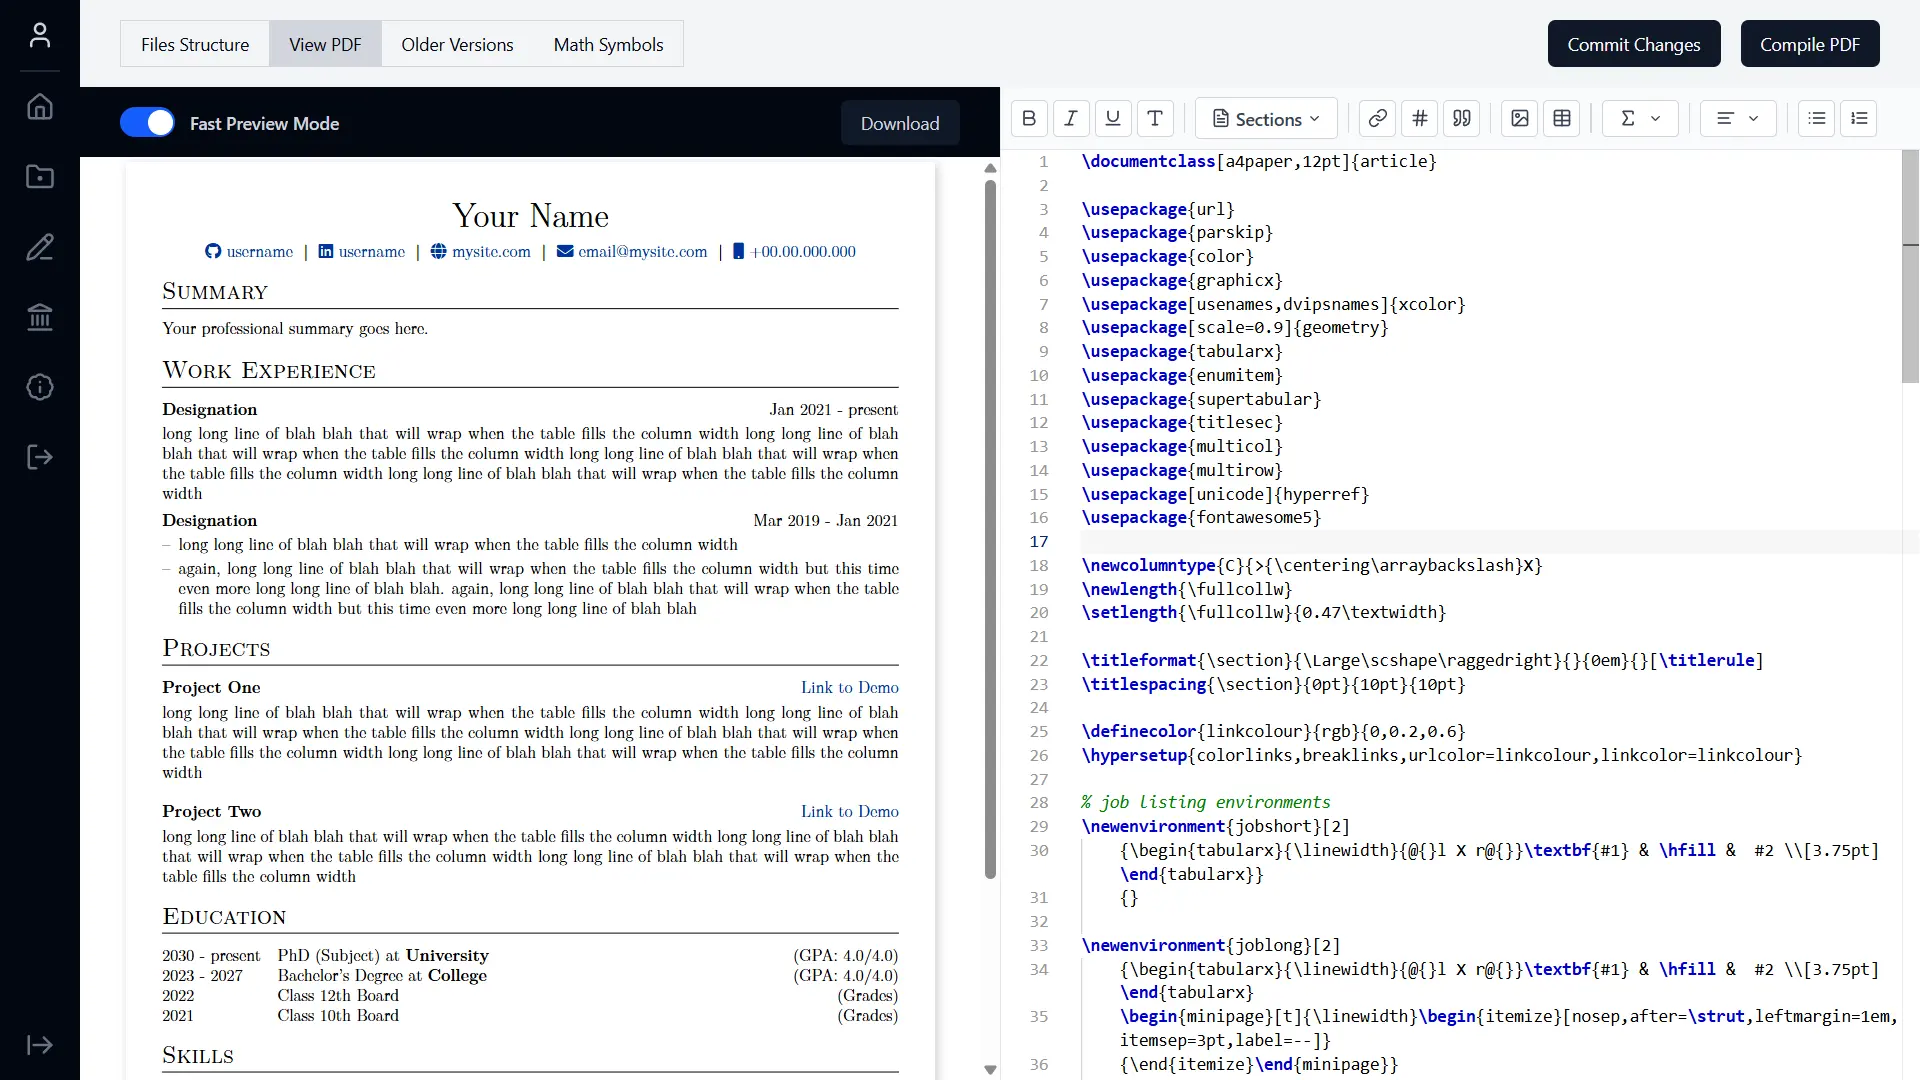 Files Structure
View PDF
Older Versions
Math Symbols
Commit Changes
Compile PDF
Fast Preview Mode
Download
Your Name
username | username | mysite.com | email@mysite.com | +00.00.000.000
Summary
Your professional summary goes here.
Work Experience
Designation Jan 2021 - present
long long line of blah blah that will wrap when the table fills the column width long long line of blah
blah that will wrap when the table fills the column width long long line of blah blah that will wrap when
the table fills the column width long long line of blah blah that will wrap when the table fills the column
width
Designation Mar 2019 - Jan 2021
– long long line of blah blah that will wrap when the table fills the column width
– again, long long line of blah blah that will wrap when the table fills the column width but this time
even more long long line of blah blah. again, long long line of blah blah that will wrap when the table
fills the column width but this time even more long long line of blah blah
Projects
Project One Link to Demo
long long line of blah blah that will wrap when the table fills the column width long long line of blah
blah that will wrap when the table fills the column width long long line of blah blah that will wrap when
the table fills the column width long long line of blah blah that will wrap when the table fills the column
width
Project Two Link to Demo
long long line of blah blah that will wrap when the table fills the column width long long line of blah blah
that will wrap when the table fills the column width long long line of blah blah that will wrap when the
table fills the column width
Education
2030 - present PhD (Subject) at University (GPA: 4.0/4.0)
2023 - 2027 Bachelor's Degree at College (GPA: 4.0/4.0)
2022 Class 12th Board (Grades)
2021 Class 10th Board (Grades)
Skills
B I U T Sections # Σ
1 \documentclass[a4paper,12pt]{article}
2
3 \usepackage{url}
4 \usepackage{parskip}
5 \usepackage{color}
6 \usepackage{graphicx}
7 \usepackage[usenames,dvipsnames]{xcolor}
8 \usepackage[scale=0.9]{geometry}
9 \usepackage{tabularx}
10 \usepackage{enumitem}
11 \usepackage{supertabular}
12 \usepackage{titlesec}
13 \usepackage{multicol}
14 \usepackage{multirow}
15 \usepackage[unicode]{hyperref}
16 \usepackage{fontawesome5}
17
18 \newcolumntype{C}{>{\centering\arraybackslash}X}
19 \newlength{\fullcollw}
20 \setlength{\fullcollw}{0.47\textwidth}
21
22 \titleformat{\section}{\Large\scshape\raggedright}{}{0em}{}[\titlerule]
23 \titlespacing{\section}{0pt}{10pt}{10pt}
24
25 \definecolor{linkcolour}{rgb}{0,0.2,0.6}
26 \hypersetup{colorlinks,breaklinks,urlcolor=linkcolour,linkcolor=linkcolour}
27
28 % job listing environments
29 \newenvironment{jobshort}[2]
30 {\begin{tabularx}{\linewidth}{@{}l X r@{}}\textbf{#1} & \hfill & #2 \\[3.75pt]
\end{tabularx}}
31 {}
32
33 \newenvironment{joblong}[2]
34 {\begin{tabularx}{\linewidth}{@{}l X r@{}}\textbf{#1} & \hfill & #2 \\[3.75pt]
\end{tabularx}
35 \begin{minipage}[t]{\linewidth}\begin{itemize}[nosep,after=\strut,leftmargin=1em,
itemsep=3pt,label=--]}
36 {\end{itemize}\end{minipage}}